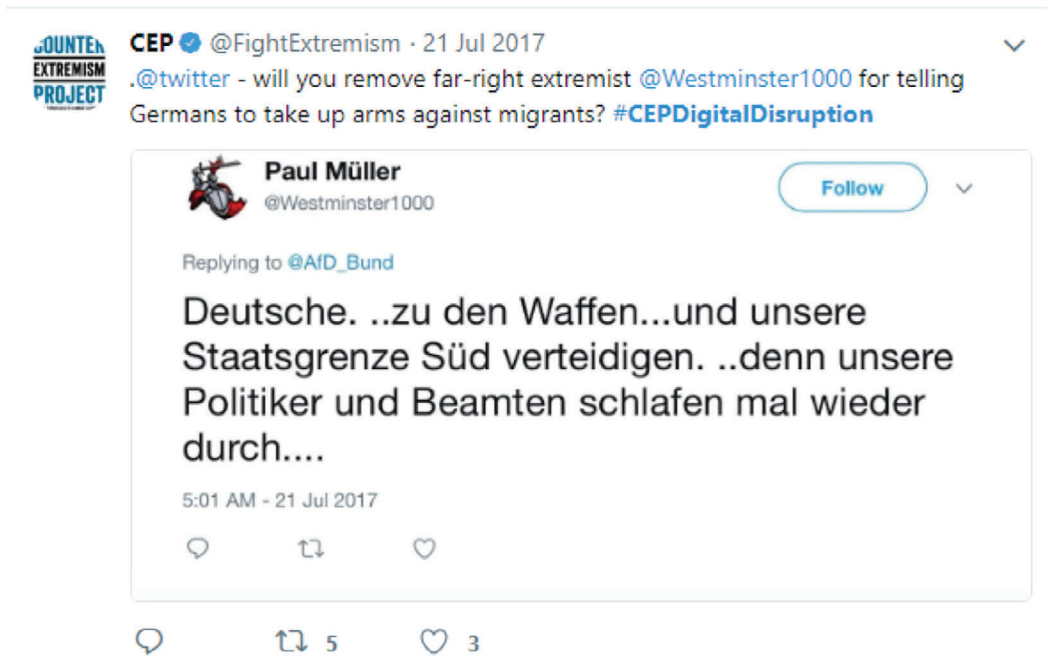 COUNTER
EXTREMISM
PROJECT
CEP @FightExtremism · 21 Jul 2017
.@twitter - will you remove far-right extremist @Westminster1000 for telling
Germans to take up arms against migrants? #CEPDigitalDisruption
Paul Müller
@Westminster1000
Follow
Replying to @AfD_Bund
Deutsche. ..zu den Waffen...und unsere
Staatsgrenze Süd verteidigen. ..denn unsere
Politiker und Beamten schlafen mal wieder
durch....
5:01 AM - 21 Jul 2017
5 3